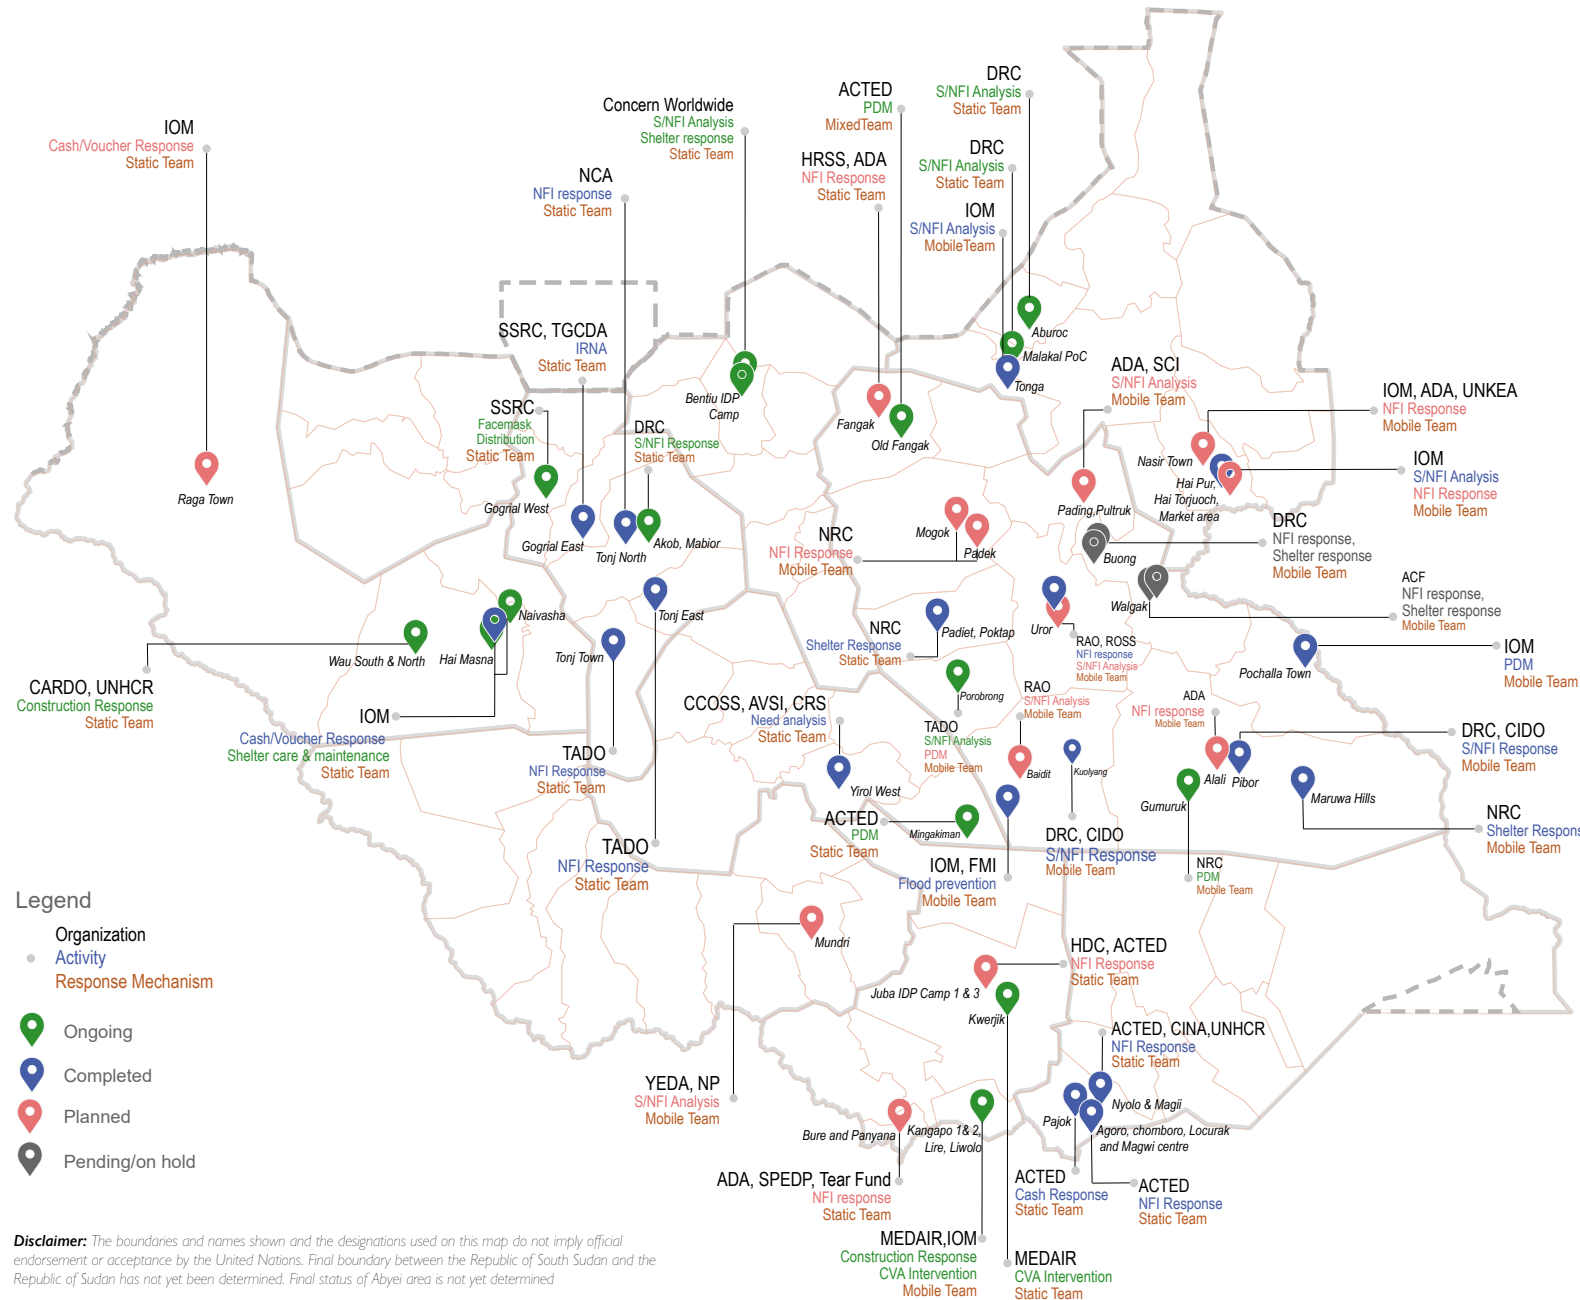 DRC
S/NFI Analysis
Static Team
ACTED
PDM
MixedTeam
Concern Worldwide
S/NFI Analysis
Shelter response
Static Team
IOM
Cash/Voucher Response
Static Team
DRC
S/NFI Analysis
Static Team
HRSS, ADA
NFI Response
Static Team
NCA
NFI response
Static Team
IOM
S/NFI Analysis
MobileTeam
SSRC, TGCDA
IRNA
Static Team
Aburoc
Malakal PoC
Tonga
ADA, SCI
S/NFI Analysis
Mobile Team
IOM, ADA, UNKEA
NFI Response
Mobile Team
Bentiu IDP
Camp
SSRC
Facemask
Distribution
Static Team
DRC
S/NFI Response
Static Team
Fangak
Old Fangak
Nasir Town
IOM
S/NFI Analysis
NFI Response
Mobile Team
Hai Pur,
Hai Torjuoch,
Market area
Raga Town
Gogrial West
Pading,Pultruk
DRC
NFI response,
Shelter response
Mobile Team
Gogrial East
Tonj North
Akob, Mabior
Mogok
Padek
NRC
NFI Response
Mobile Team
Buong
ACF
NFI response,
Shelter response
Mobile Team
Walgak
Naivasha
Tonj East
Hai Masna
Wau South & North
Tonj Town
NRC
Shelter Response
Static Team
Padiet, Poktap
Uror
RAO, ROSS
NFI response
S/NFI Analysis
Mobile Team
IOM
PDM
Mobile Team
Pochalla Town
CARDO, UNHCR
Construction Response
Static Team
IOM
Cash/Voucher Response
Shelter care & maintenance
Static Team
CCOSS, AVSI, CRS
Need analysis
Static Team
Porobrong
TADO
S/NFI Analysis
PDM
Mobile Team
RAO
S/NFI Analysis
Mobile Team
ADA
NFI response
Mobile Team
DRC, CIDO
S/NFI Response
Mobile Team
TADO
NFI Response
Static Team
Yirol West
Baidit
Kuolyang
Alali
Pibor
Gumuruk
Maruwa Hills
NRC
Shelter Respons
Mobile Team
ACTED
PDM
Static Team
Mingakiman
DRC, CIDO
S/NFI Response
Mobile Team
TADO
NFI Response
Static Team
IOM, FMI
Flood prevention
Mobile Team
NRC
PDM
Mobile Team
Legend
Organization
Activity
Response Mechanism
Ongoing
Completed
Planned
Pending/on hold
Mundri
HDC, ACTED
NFI Response
Static Team
Juba IDP Camp 1 & 3
Kwerjik
ACTED, CINA,UNHCR
NFI Response
Static Team
YEDA, NP
S/NFI Analysis
Mobile Team
Nyolo & Magii
Pajok
Agoro, chomboro, Locurak
and Magwi centre
Bure and Panyana
Kangapo 1& 2,
Lire, Liwolo
ADA, SPEDP, Tear Fund
NFI response
Static Team
ACTED
Cash Response
Static Team
ACTED
NFI Response
Static Team
MEDAIR,IOM
Construction Response
CVA Intervention
Mobile Team
MEDAIR
CVA Intervention
Static Team
Disclaimer: The boundaries and names shown and the designations used on this map do not imply official
endorsement or acceptance by the United Nations. Final boundary between the Republic of South Sudan and the
Republic of Sudan has not yet been determined. Final status of Abyei area is not yet determined